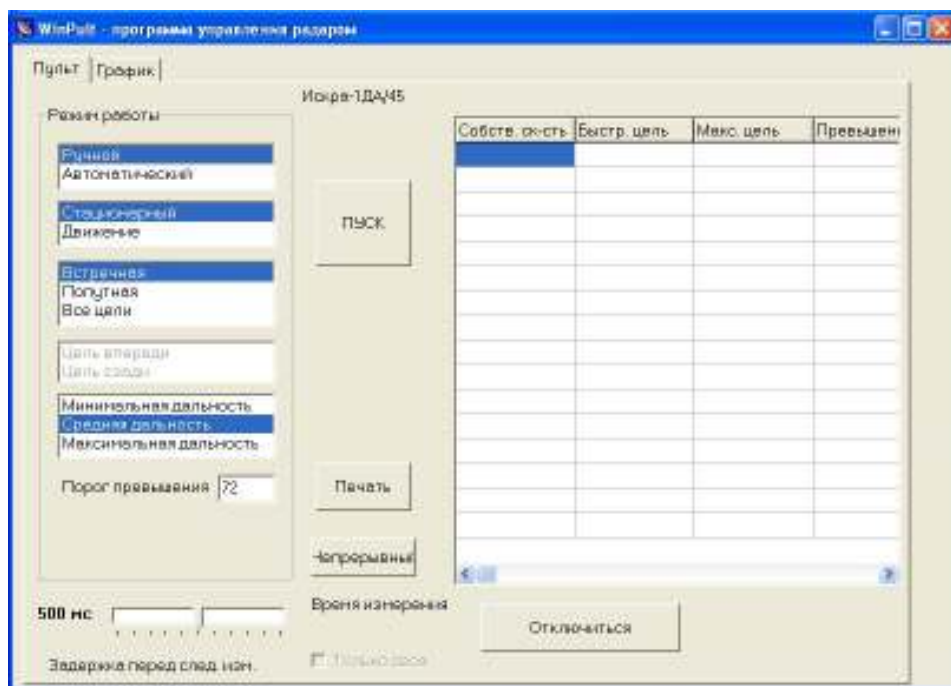 WinPult - программа управления радаром
Пульт График
Искра-1ДА/45
Режим работы
Ручной
Автоматический
Стационарный
Движение
Встречная
Попутная
Все цели
Цель впереди
Цель сзади
Минимальная дальность
Средняя дальность
Максимальная дальность
Порог превышения 72
ПУСК
Печать
Непрерывный
Собств. ск-сть Быстр. цель Макс. цель Превышен
500 мс
Время измерения
Отключиться
Задержка перед след. изм.
Только